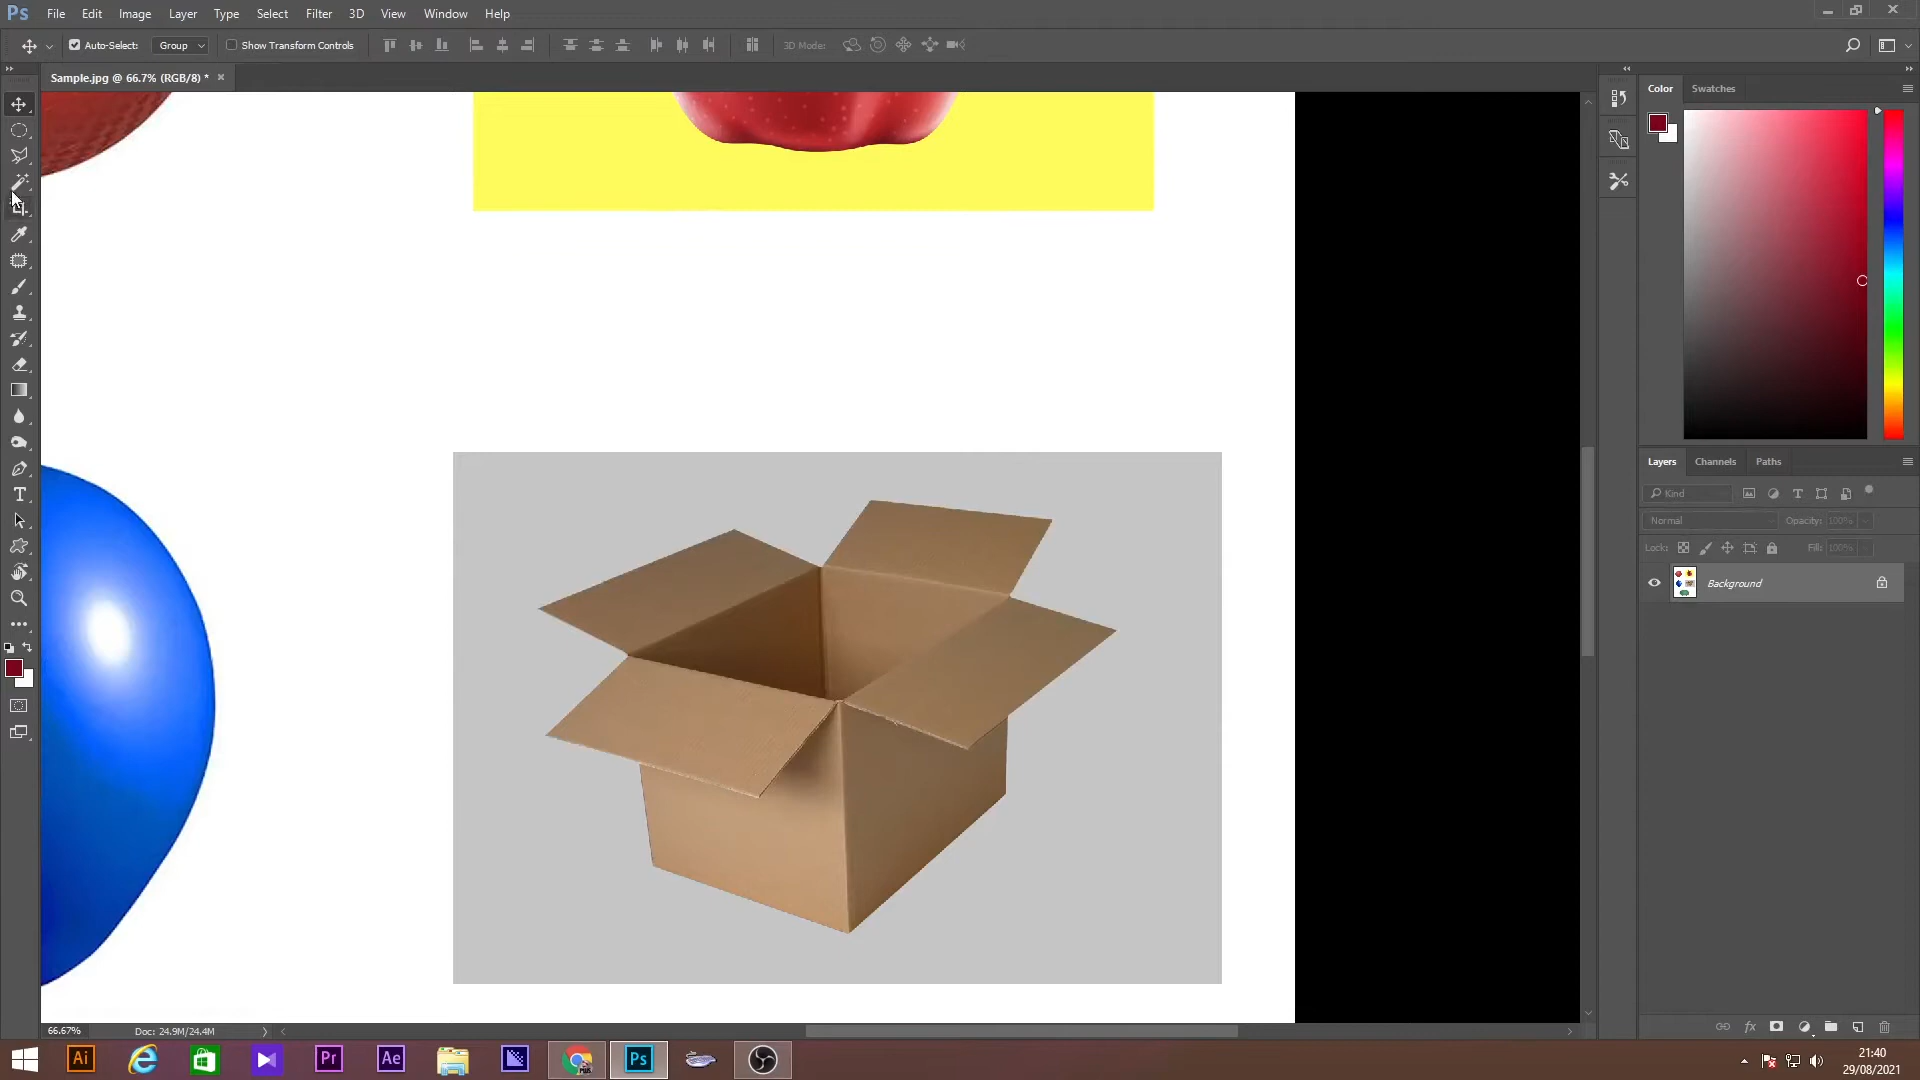 Ps File Edit Image Layer Type Select Filter 3D View Window Help
Auto-Select: Group Show Transform Controls 3D Mode:
Sample.jpg @ 66.7% (RGB/8) *
Color Swatches
Layers Channels Paths
Kind
Normal Opacity: 100%
Lock: Fill: 100%
Background
66.67% Doc: 24.9M/24.4M
Ai Pr Ae Ps
21:40
29/08/2021